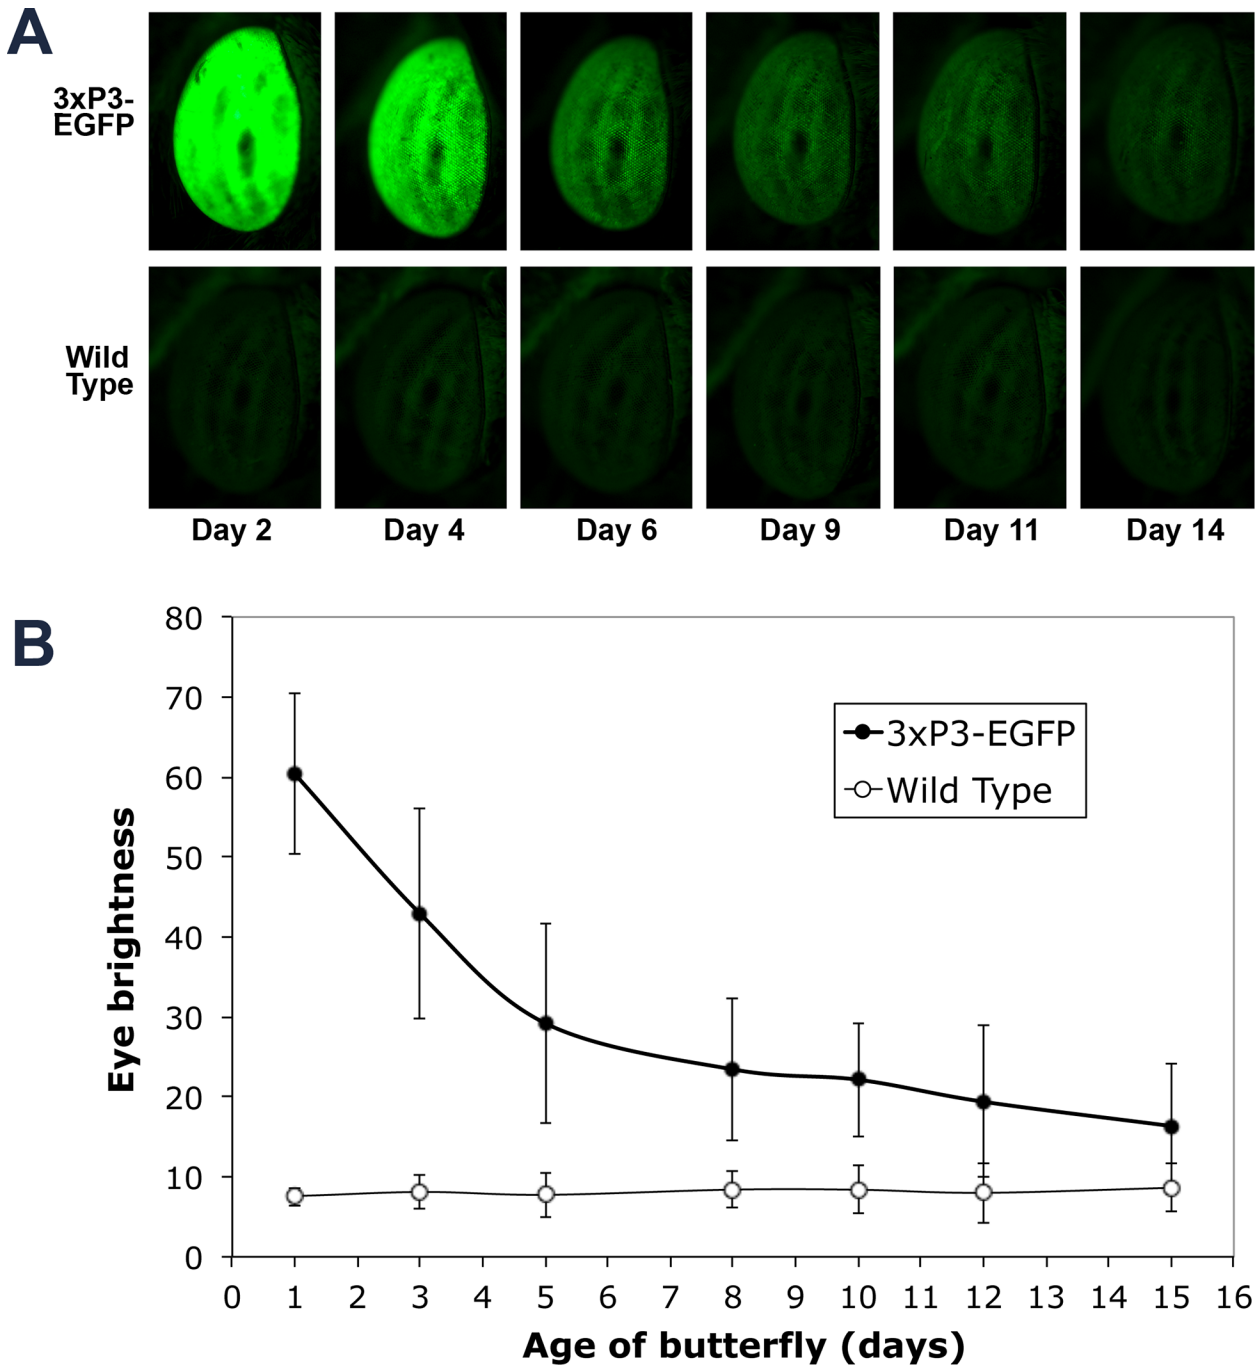 A
3xP3-
EGFP
Wild
Type
Day 2 Day 4 Day 6 Day 9 Day 11 Day 14
B
80
70
60
50
40
30
20
10
0
3xP3-EGFP
Wild Type
Eye brightness
0 1 2 3 4 5 6 7 8 9 10 11 12 13 14 15 16
Age of butterfly (days)